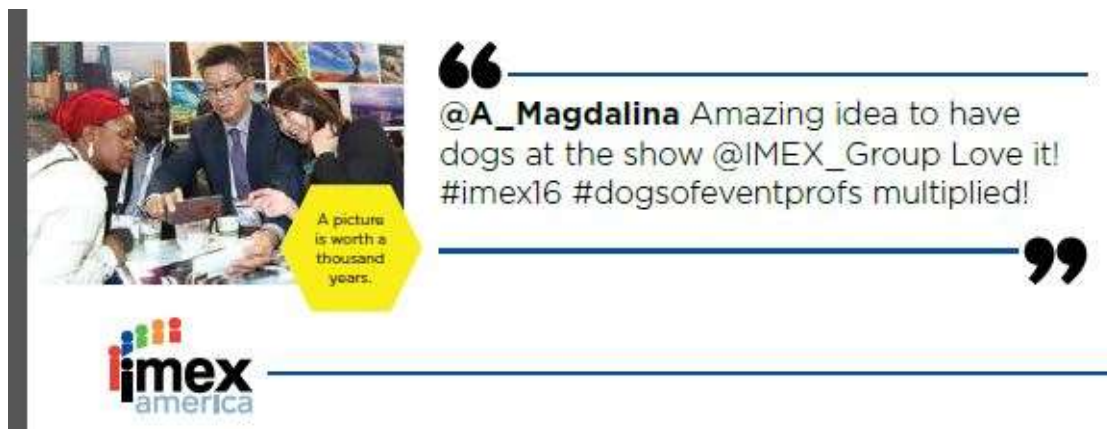 @A_Magdalina Amazing idea to have
dogs at the show @IMEX_Group Love it!
#imex16 #dogsofeventprofs multiplied!
A picture
is worth a
thousand
years.
imex
america